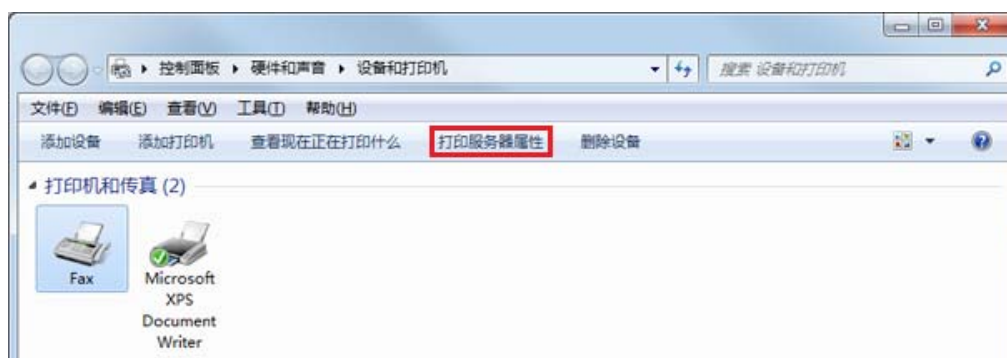 控制面板 ▸ 硬件和声音 ▸ 设备和打印机
搜索 设备和打印机
文件(F) 编辑(E) 查看(V) 工具(T) 帮助(H)
添加设备 添加打印机 查看现在正在打印什么 打印服务器属性 删除设备
打印机和传真 (2)
Fax
Microsoft
XPS
Document
Writer